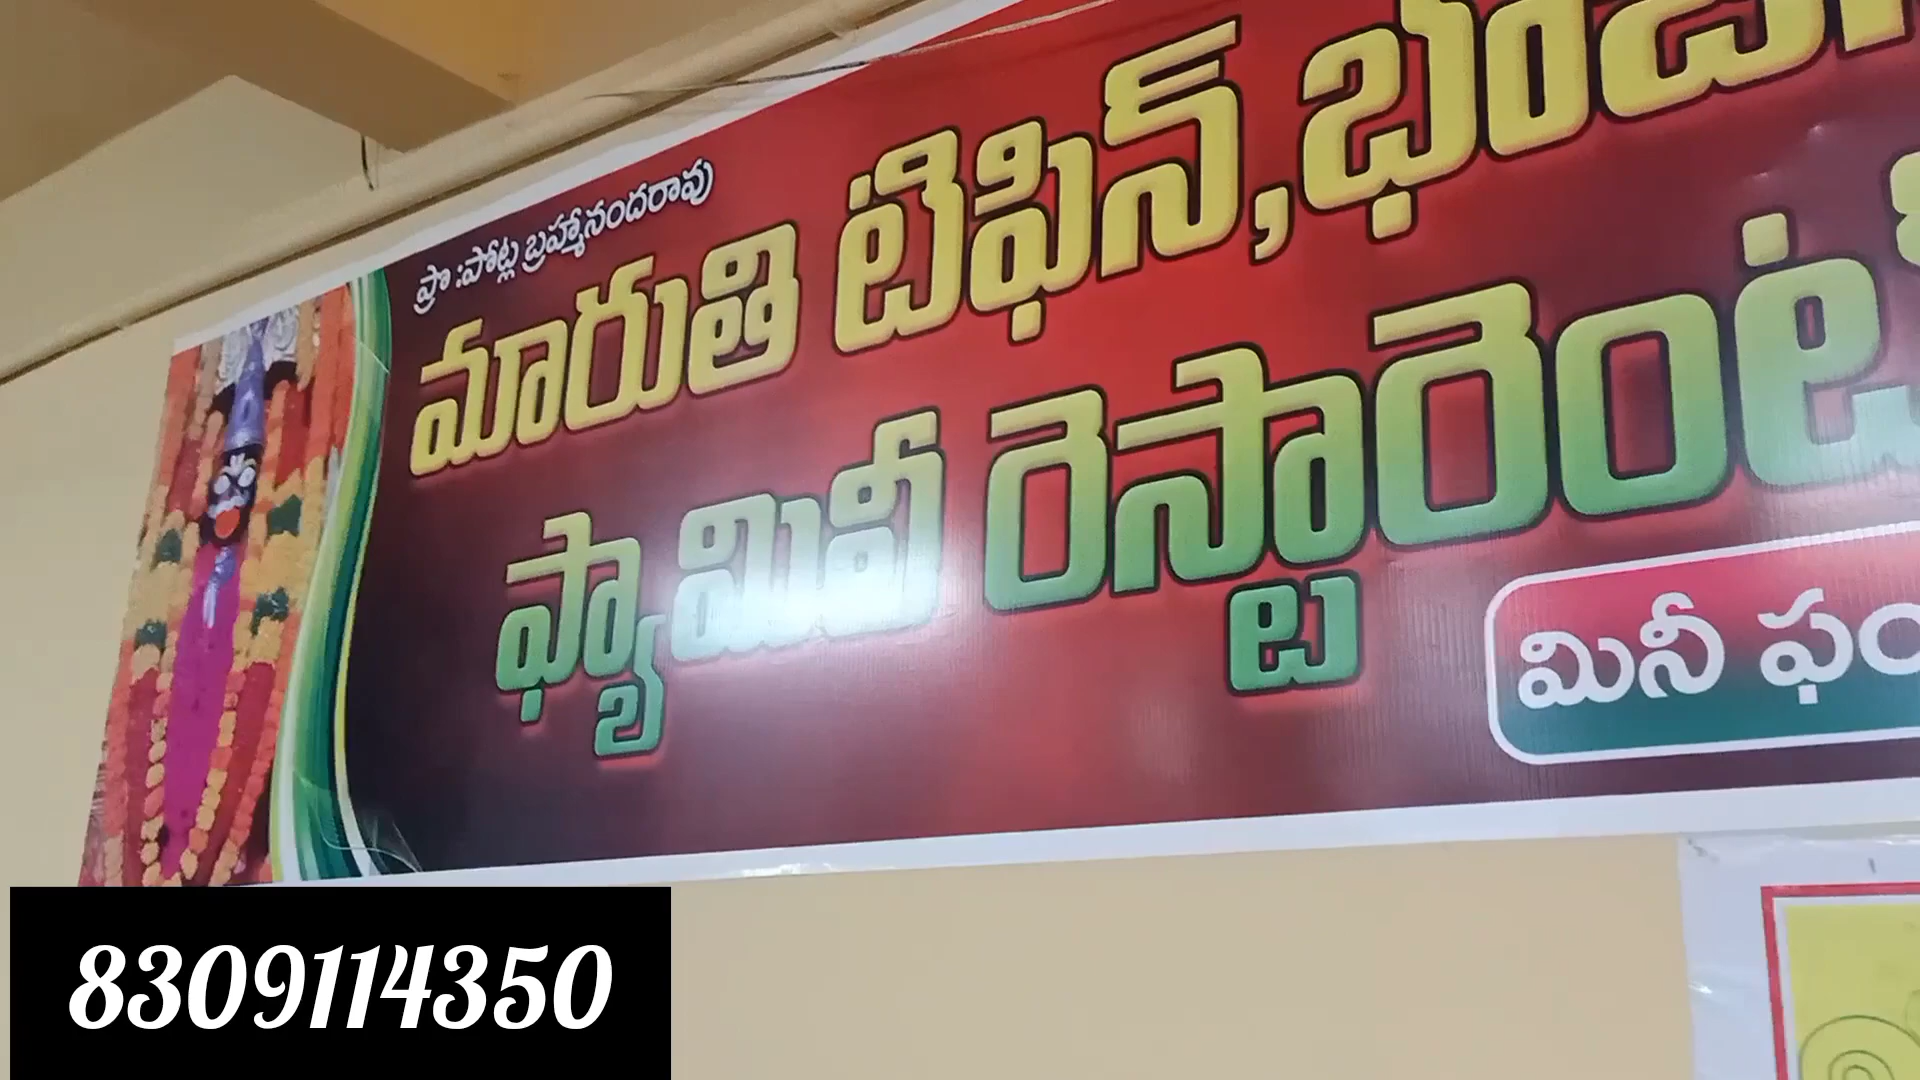 ప్రొ :పోట్ల బ్రహ్మానందరావు
మారుతి టిఫిన్,
ఫ్యామిలీ రెస్టారెంట్
మినీ
8309114350